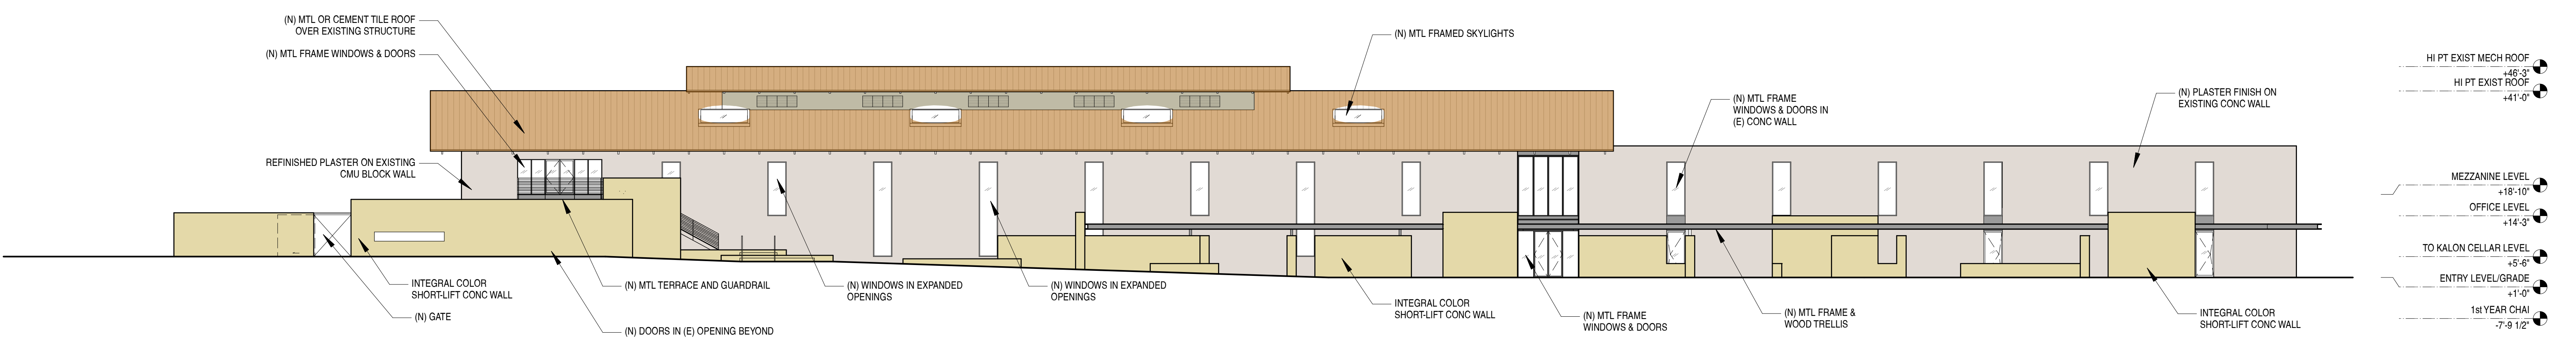 (N) MTL OR CEMENT TILE ROOF
OVER EXISTING STRUCTURE
(N) MTL FRAME WINDOWS & DOORS
REFINISHED PLASTER ON EXISTING
CMU BLOCK WALL
INTEGRAL COLOR
SHORT-LIFT CONC WALL
(N) GATE
(N) MTL TERRACE AND GUARDRAIL
(N) DOORS IN (E) OPENING BEYOND
(N) WINDOWS IN EXPANDED
OPENINGS
(N) WINDOWS IN EXPANDED
OPENINGS
(N) MTL FRAMED SKYLIGHTS
INTEGRAL COLOR
SHORT-LIFT CONC WALL
(N) MTL FRAME
WINDOWS & DOORS
(N) MTL FRAME
WINDOWS & DOORS IN
(E) CONC WALL
(N) MTL FRAME &
WOOD TRELLIS
(N) PLASTER FINISH ON
EXISTING CONC WALL
INTEGRAL COLOR
SHORT-LIFT CONC WALL
HI PT EXIST MECH ROOF
+46'-3"
HI PT EXIST ROOF
+41'-0"
MEZZANINE LEVEL
+18'-10"
OFFICE LEVEL
+14'-3"
TO KALON CELLAR LEVEL
+5'-6"
ENTRY LEVEL/GRADE
+1'-0"
1st YEAR CHAI
-7'-9 1/2"